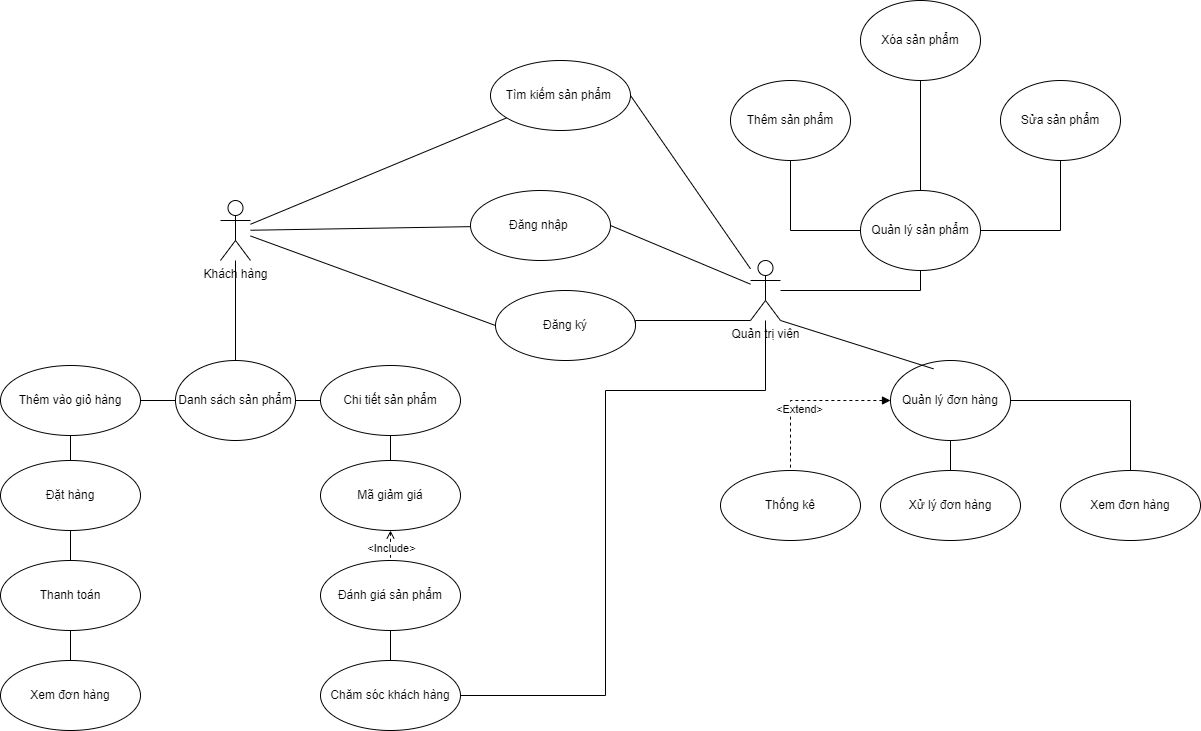 Xóa sản phẩm
Tìm kiếm sản phẩm
Thêm sản phẩm
Sửa sản phẩm
Đăng nhập
Quản lý sản phẩm
Khách hàng
Đăng ký
Quản trị viên
Thêm vào giỏ hàng
Danh sách sản phẩm
Chi tiết sản phẩm
Quản lý đơn hàng
<Extend>
Đặt hàng
Mã giảm giá
Thống kê
Xử lý đơn hàng
Xem đơn hàng
<Include>
Thanh toán
Đánh giá sản phẩm
Xem đơn hàng
Chăm sóc khách hàng